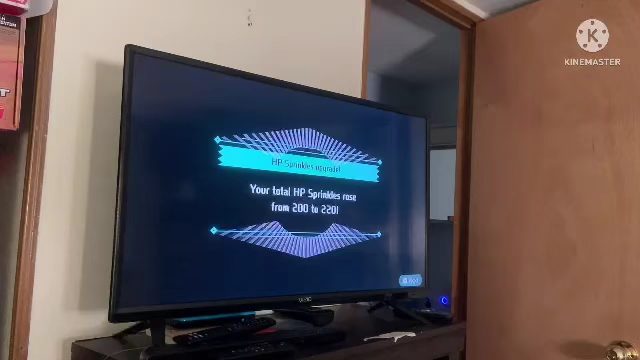 KINEMASTER
HP Sprinkles upgrade!
Your total HP Sprinkles rose
from 200 to 220!